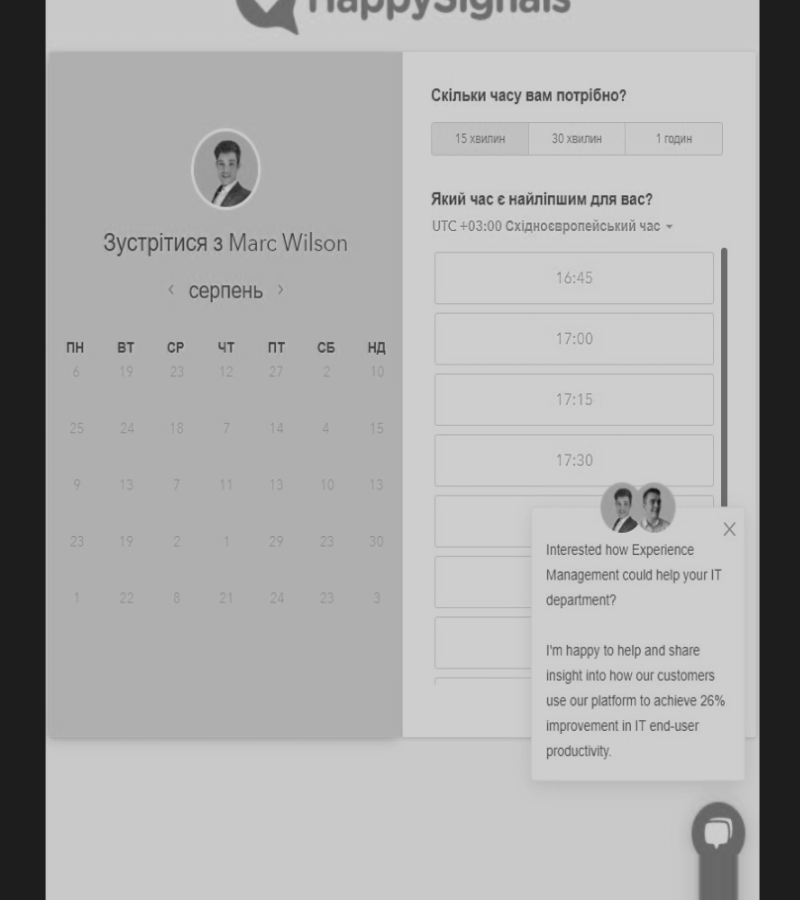 HappySignals
Зустрітися з Marc Wilson
‹ серпень ›
ПН ВТ СР ЧТ ПТ СБ НД
6 19 23 12 27 2 10
25 24 18 7 14 4 15
9 13 7 11 13 10 13
23 19 2 1 29 23 30
1 22 8 21 24 23 3
Скільки часу вам потрібно?
15 хвилин 30 хвилин 1 годин
Який час є найліпшим для вас?
UTC +03:00 Східноєвропейський час
16:45
17:00
17:15
17:30
Interested how Experience
Management could help your IT
department?
I'm happy to help and share
insight into how our customers
use our platform to achieve 26%
improvement in IT end-user
productivity.